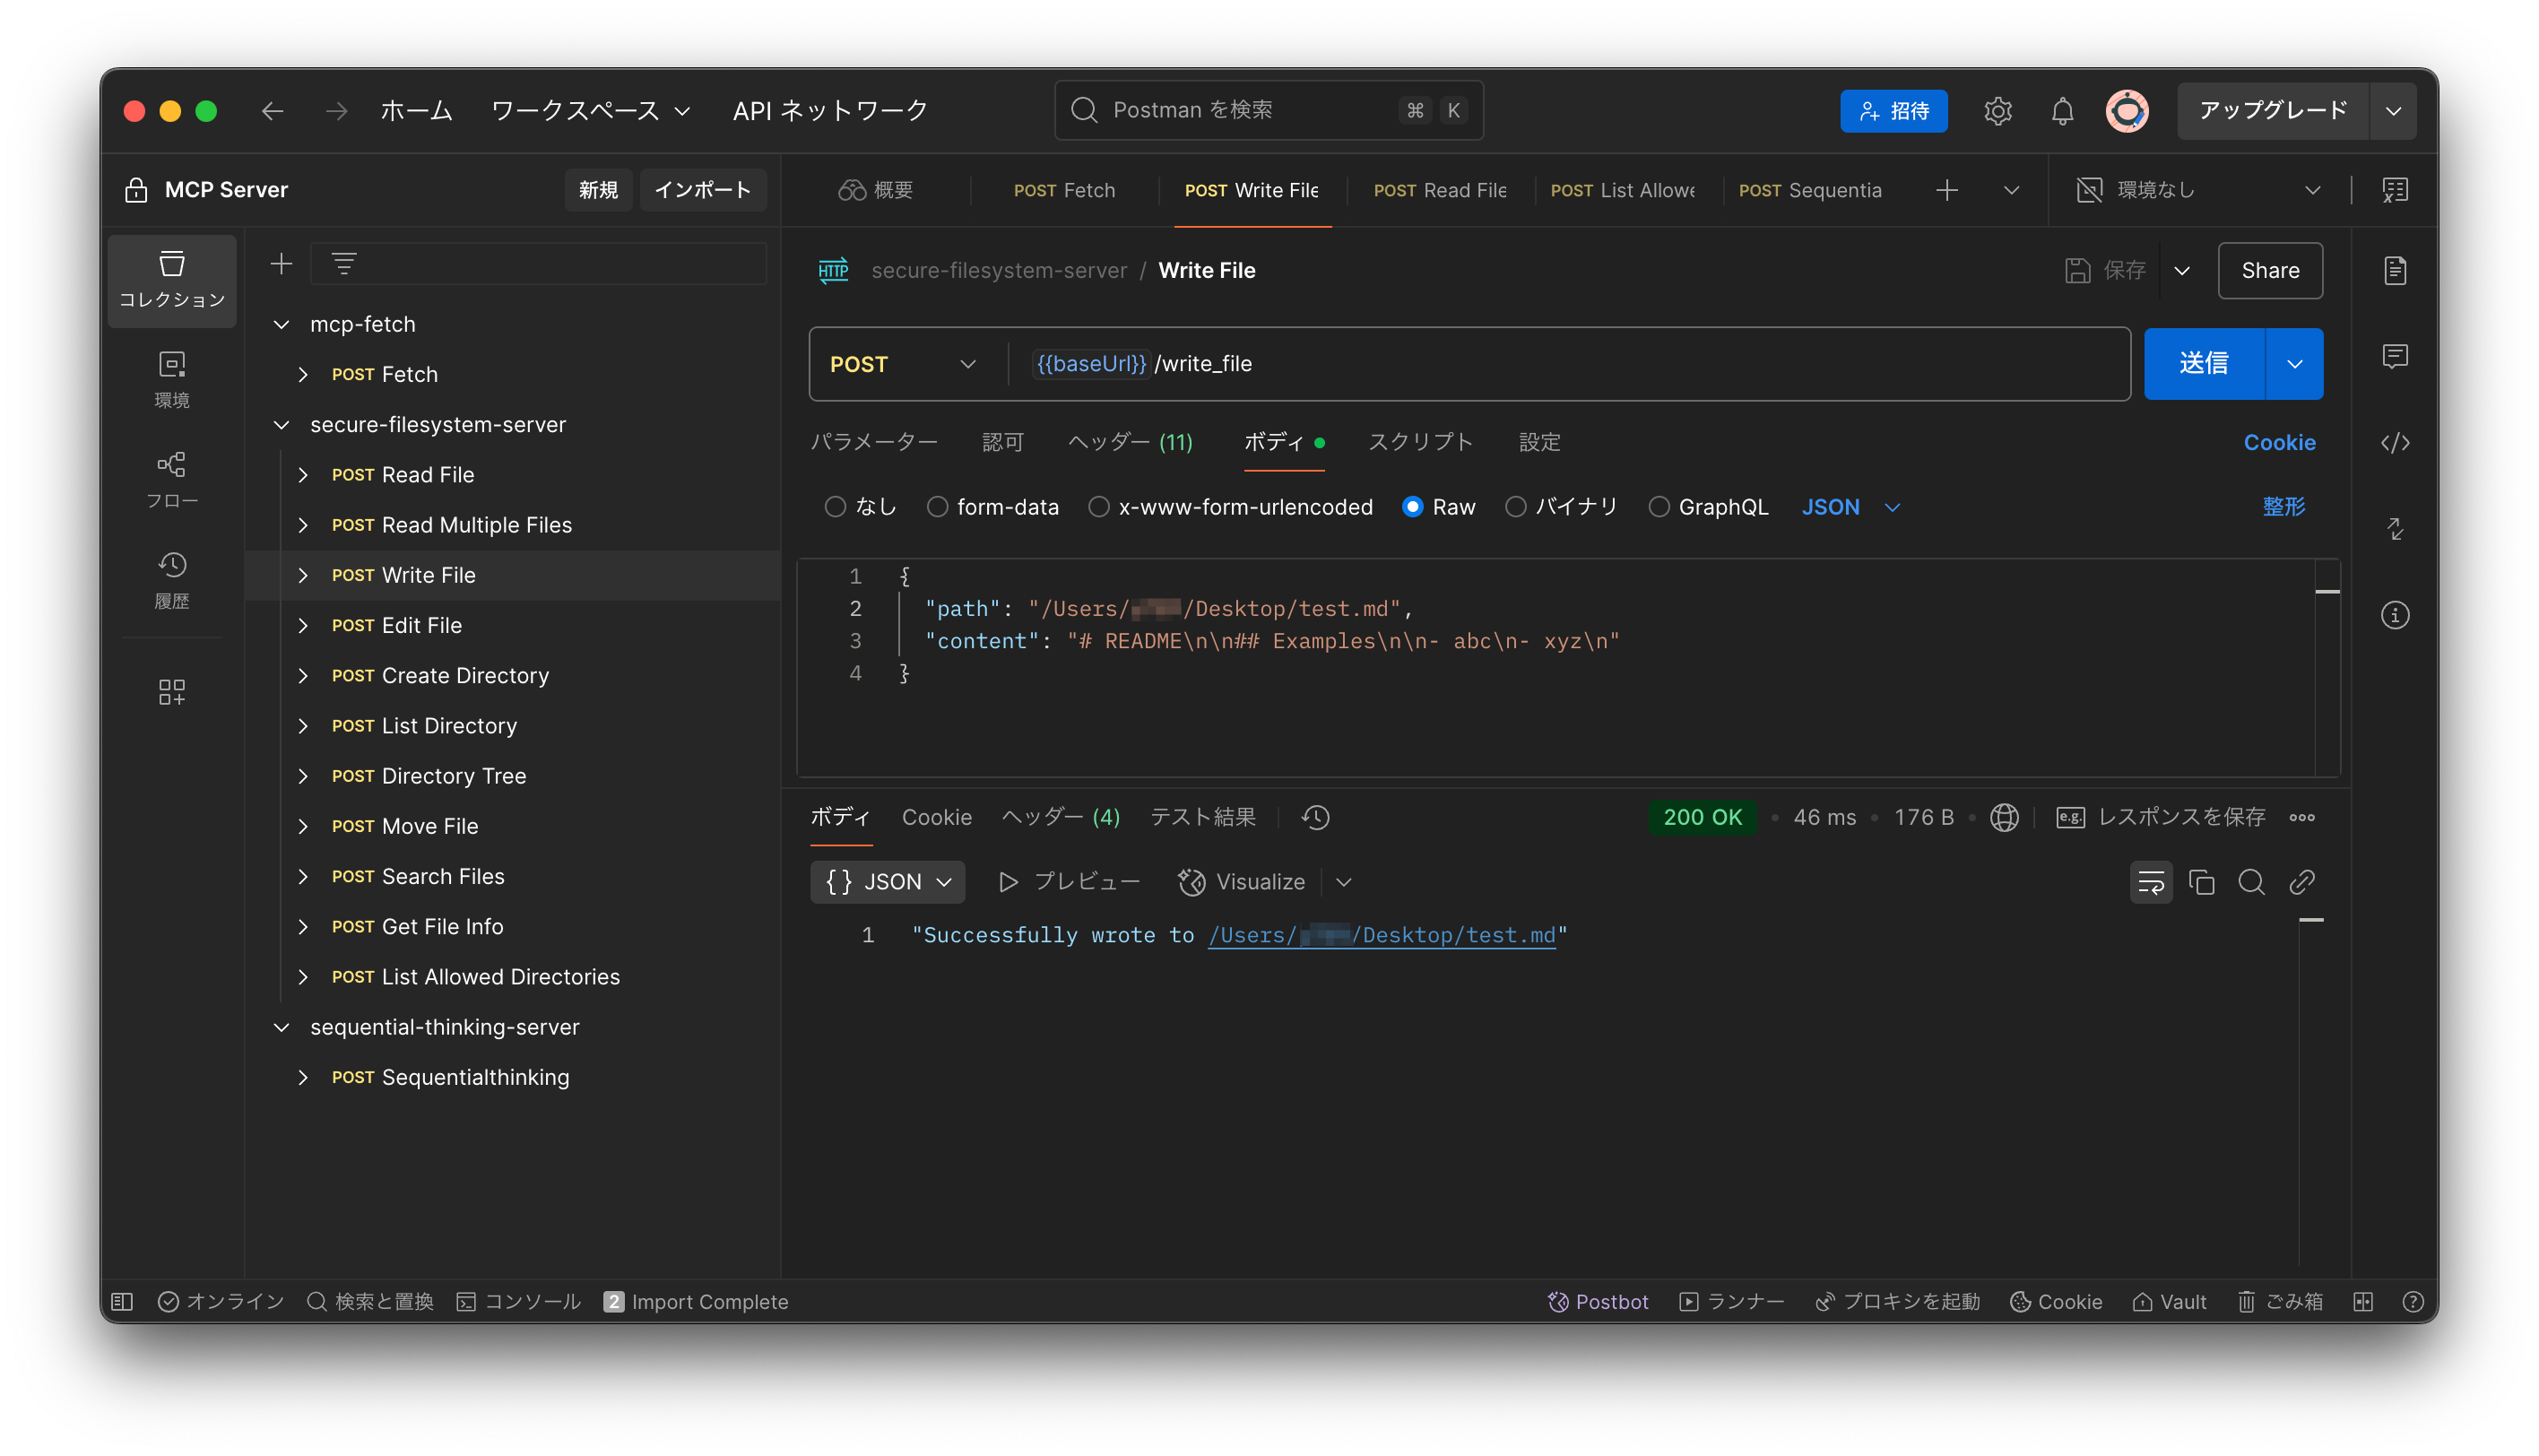 ホーム ワークスペース API ネットワーク Postman を検索 ⌘ K 招待 アップグレード
MCP Server 新規 インポート
概要 POST Fetch POST Write File POST Read File POST List Allowe POST Sequentia 環境なし
コレクション
環境
フロー
履歴
mcp-fetch
POST Fetch
secure-filesystem-server
POST Read File
POST Read Multiple Files
POST Write File
POST Edit File
POST Create Directory
POST List Directory
POST Directory Tree
POST Move File
POST Search Files
POST Get File Info
POST List Allowed Directories
sequential-thinking-server
POST Sequentialthinking
HTTP secure-filesystem-server / Write File 保存 Share
POST {{baseUrl}}/write_file 送信
パラメーター 認可 ヘッダー (11) ボディ スクリプト 設定 Cookie
なし form-data x-www-form-urlencoded Raw バイナリ GraphQL JSON 整形
1 {
2 "path": "/Users/ /Desktop/test.md",
3 "content": "# README\n\n## Examples\n\n- abc\n- xyz\n"
4 }
ボディ Cookie ヘッダー (4) テスト結果 200 OK • 46 ms • 176 B • e.g. レスポンスを保存
{} JSON プレビュー Visualize
1 "Successfully wrote to /Users/ /Desktop/test.md"
オンライン 検索と置換 コンソール 2 Import Complete Postbot ランナー プロキシを起動 Cookie Vault ごみ箱